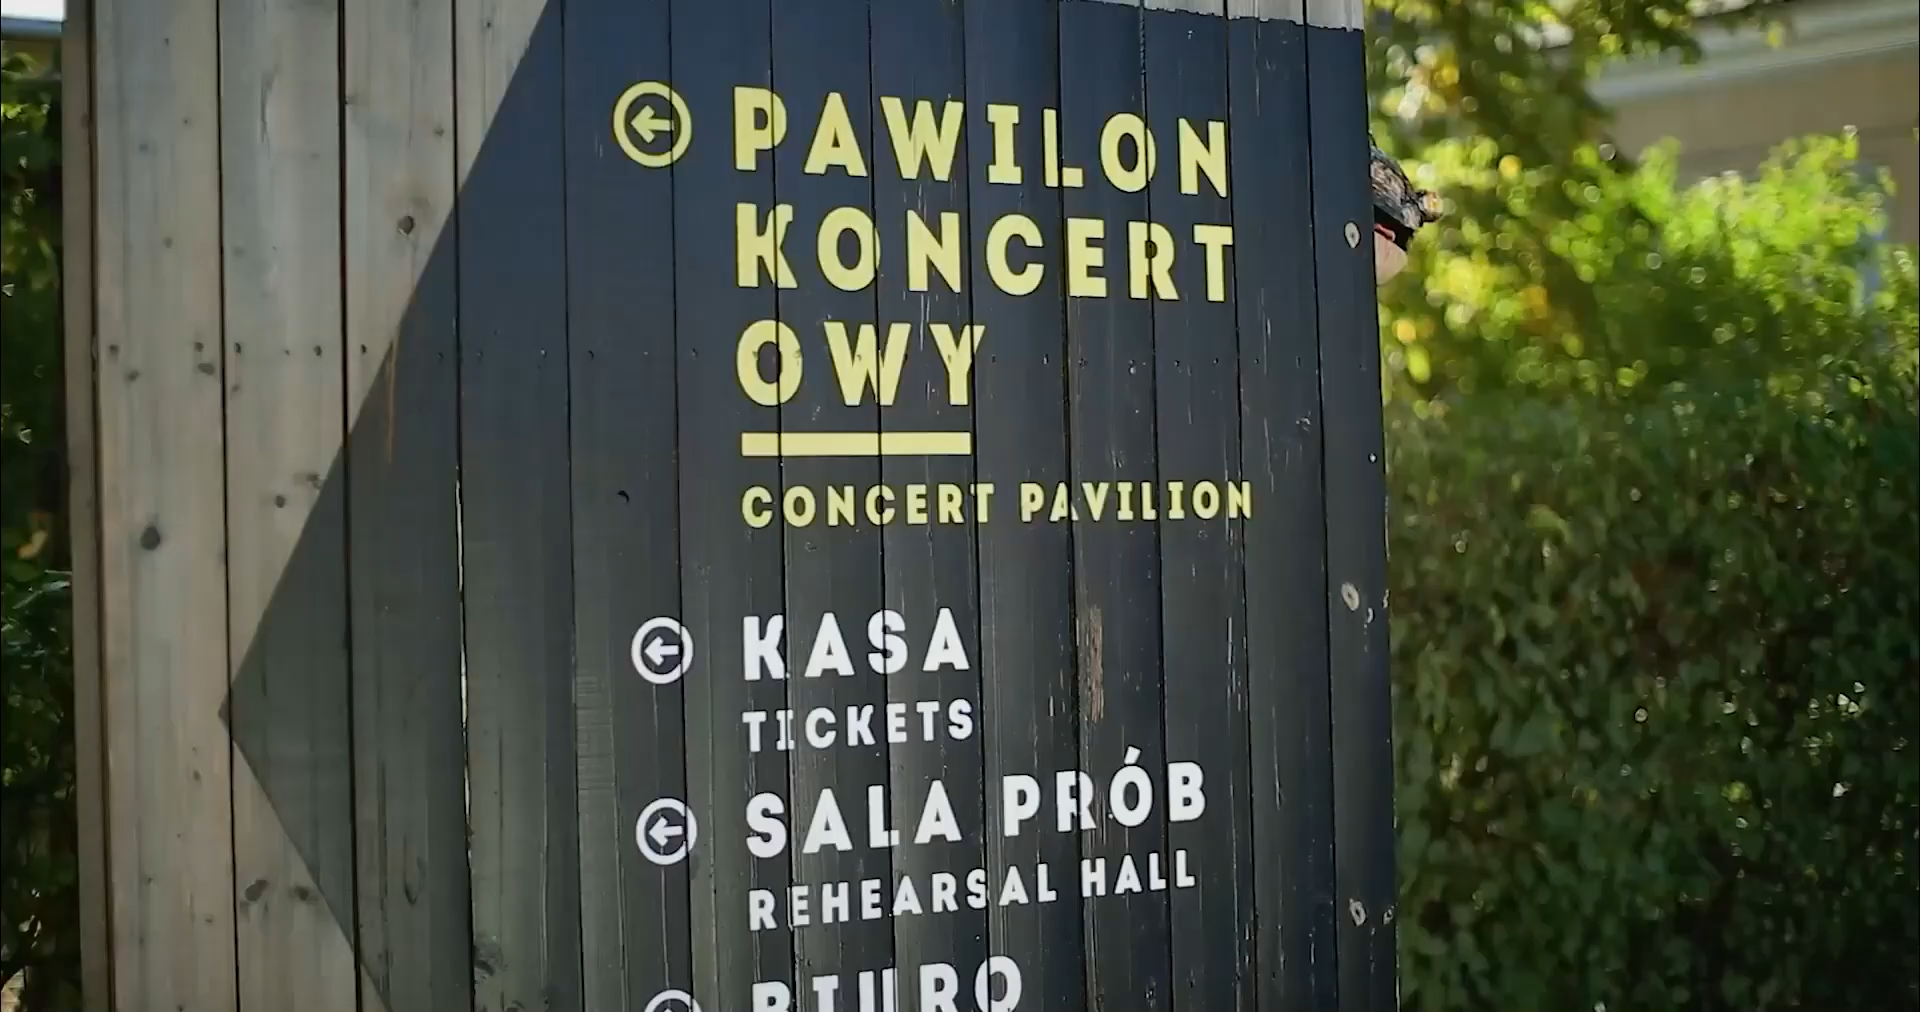 PAWILON
KONCERT
OWY
CONCERT PAVILION
KASA
TICKETS
SALA PRÓB
REHEARSAL HALL
BIURO